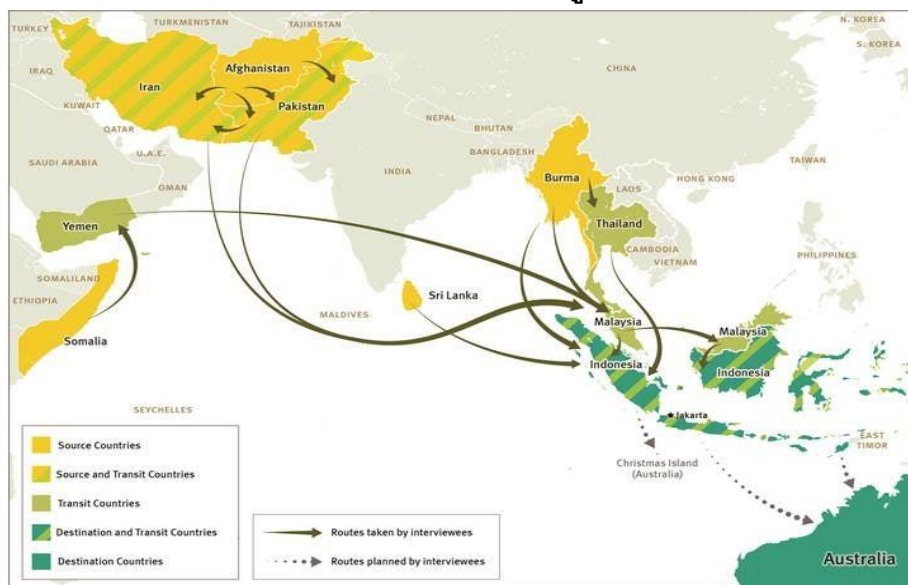 TURKEY
TURKMENISTAN
TAJIKISTAN
N. KOREA
S. KOREA
IRAQ
Iran
Afghanistan
CHINA
KUWAIT
Pakistan
QATAR
NEPAL
BHUTAN
U.A.E.
BANGLADESH
TAIWAN
SAUDI ARABIA
OMAN
INDIA
Burma
LAOS
HONG KONG
Yemen
Thailand
CAMBODIA
VIETNAM
PHILIPPINES
SOMALILAND
ETHIOPIA
Sri Lanka
MALDIVES
Malaysia
Malaysia
Somalia
Indonesia
Indonesia
SEYCHELLES
Jakarta
EAST
TIMOR
Christmas Island
(Australia)
Source Countries
Source and Transit Countries
Transit Countries
Destination and Transit Countries
Destination Countries
Routes taken by interviewees
Routes planned by interviewees
Australia